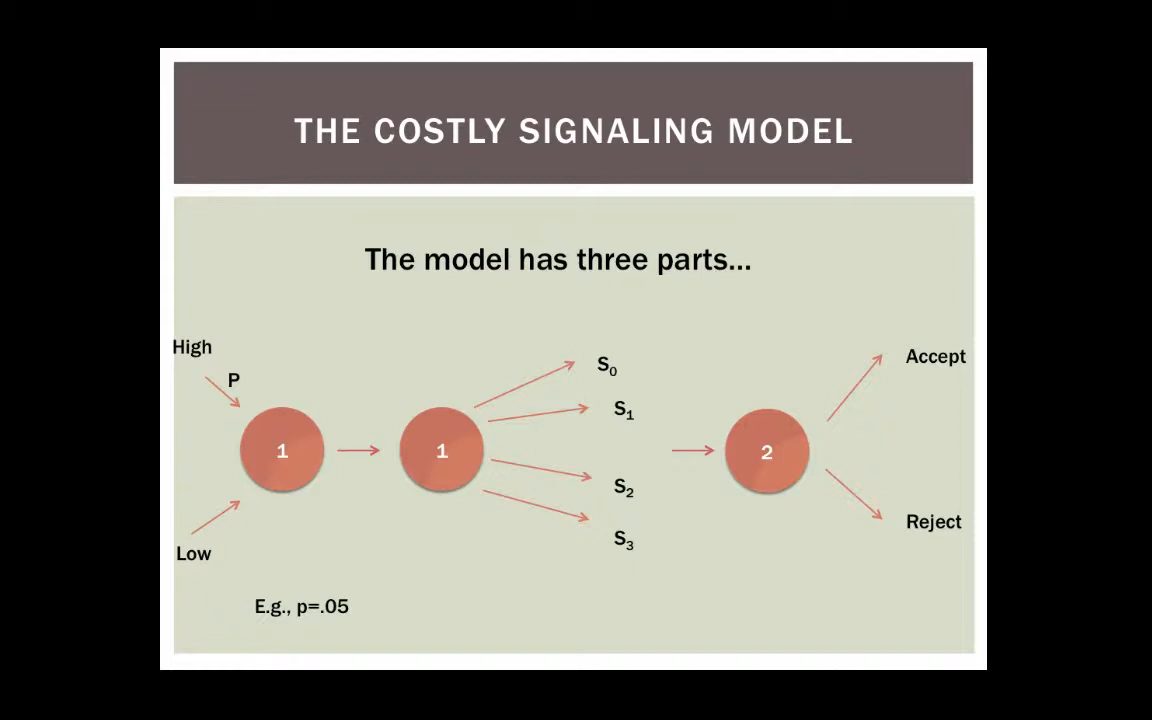 THE COSTLY SIGNALING MODEL
The model has three parts...
High
P
Low
1
1
S0
S1
S2
S3
2
Accept
Reject
E.g., p=.05